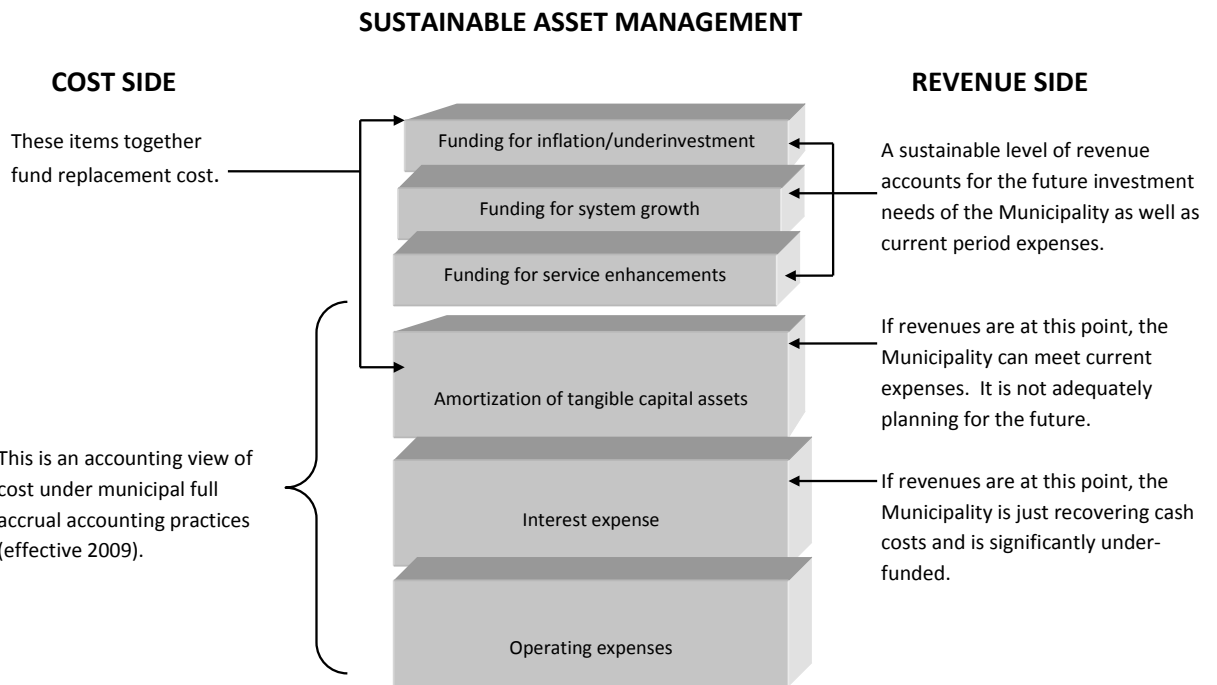 SUSTAINABLE ASSET MANAGEMENT
COST SIDE
REVENUE SIDE
These items together
fund replacement cost.
Funding for inflation/underinvestment
Funding for system growth
Funding for service enhancements
Amortization of tangible capital assets
Interest expense
Operating expenses
This is an accounting view of
cost under municipal full
accrual accounting practices
(effective 2009).
A sustainable level of revenue
accounts for the future investment
needs of the Municipality as well as
current period expenses.
If revenues are at this point, the
Municipality can meet current
expenses.  It is not adequately
planning for the future.
If revenues are at this point, the
Municipality is just recovering cash
costs and is significantly under-
funded.